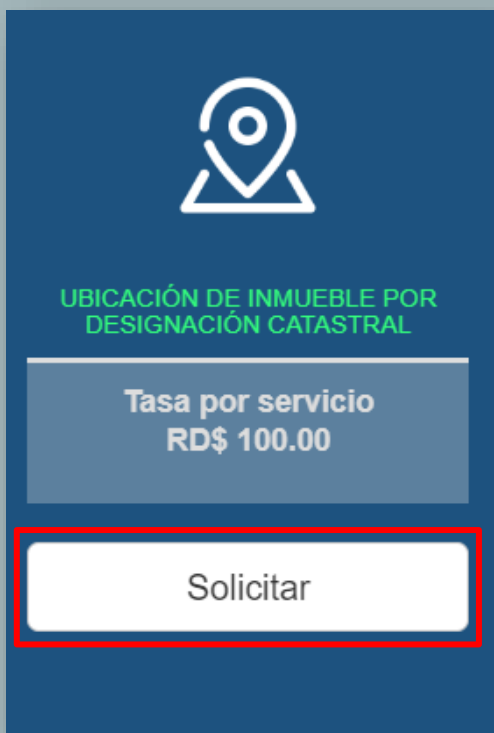 UBICACIÓN DE INMUEBLE POR
DESIGNACIÓN CATASTRAL
Tasa por servicio
RD$ 100.00
Solicitar